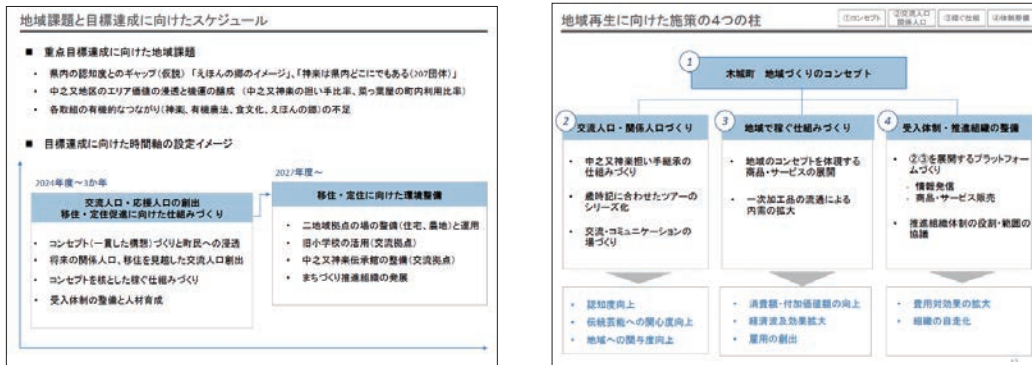 地域課題と目標達成に向けたスケジュール
■ 重点目標達成に向けた地域課題
・ 県内の認知度とのギャップ(仮説) 「えほんの郷のイメージ」、「神楽は県内どこにでもある(207団体)」
・ 中之又地区のエリア価値の浸透と機運の醸成 (中之又神楽の担い手比率、菜っ葉屋の町内利用比率)
・ 各取組の有機的なつながり(神楽、有機農法、食文化、えほんの郷)の不足
■ 目標達成に向けた時間軸の設定イメージ
2024年度~3か年
交流人口・応援人口の創出
移住・定住促進に向けた仕組みづくり
・ コンセプト(一貫した構想)づくりと町民への浸透
・ 将来の関係人口、移住を見越した交流人口創出
・ コンセプトを核とした稼ぐ仕組みづくり
・ 受入体制の整備と人材育成
2027年度~
移住・定住に向けた環境整備
・ 二地域拠点の場の整備(住宅、農地)と運用
・ 旧小学校の活用(交流拠点)
・ 中之又神楽伝承館の整備(交流拠点)
・ まちづくり推進組織の発展
地域再生に向けた施策の4つの柱
①コンセプト
②交流人口
関係人口
③稼ぐ仕組
④体制整備
1
木城町 地域づくりのコンセプト
2
交流人口・関係人口づくり
・ 中之又神楽担い手継承の
仕組みづくり
・ 歳時記に合わせたツアーの
シリーズ化
・ 交流・コミュニケーションの
場づくり
・ 認知度向上
・ 伝統芸能への関心度向上
・ 地域への関与度向上
3
地域で稼ぐ仕組みづくり
・ 地域のコンセプトを体現する
商品・サービスの展開
・ 一次加工品の流通による
内需の拡大
・ 消費額・付加価値額の向上
・ 経済波及効果拡大
・ 雇用の創出
4
受入体制・推進組織の整備
・ ②③を展開するプラットフォー
ムづくり
- 情報発信
- 商品・サービス販売
・ 推進組織体制の役割・範囲の
協議
・ 費用対効果の拡大
・ 組織の自走化